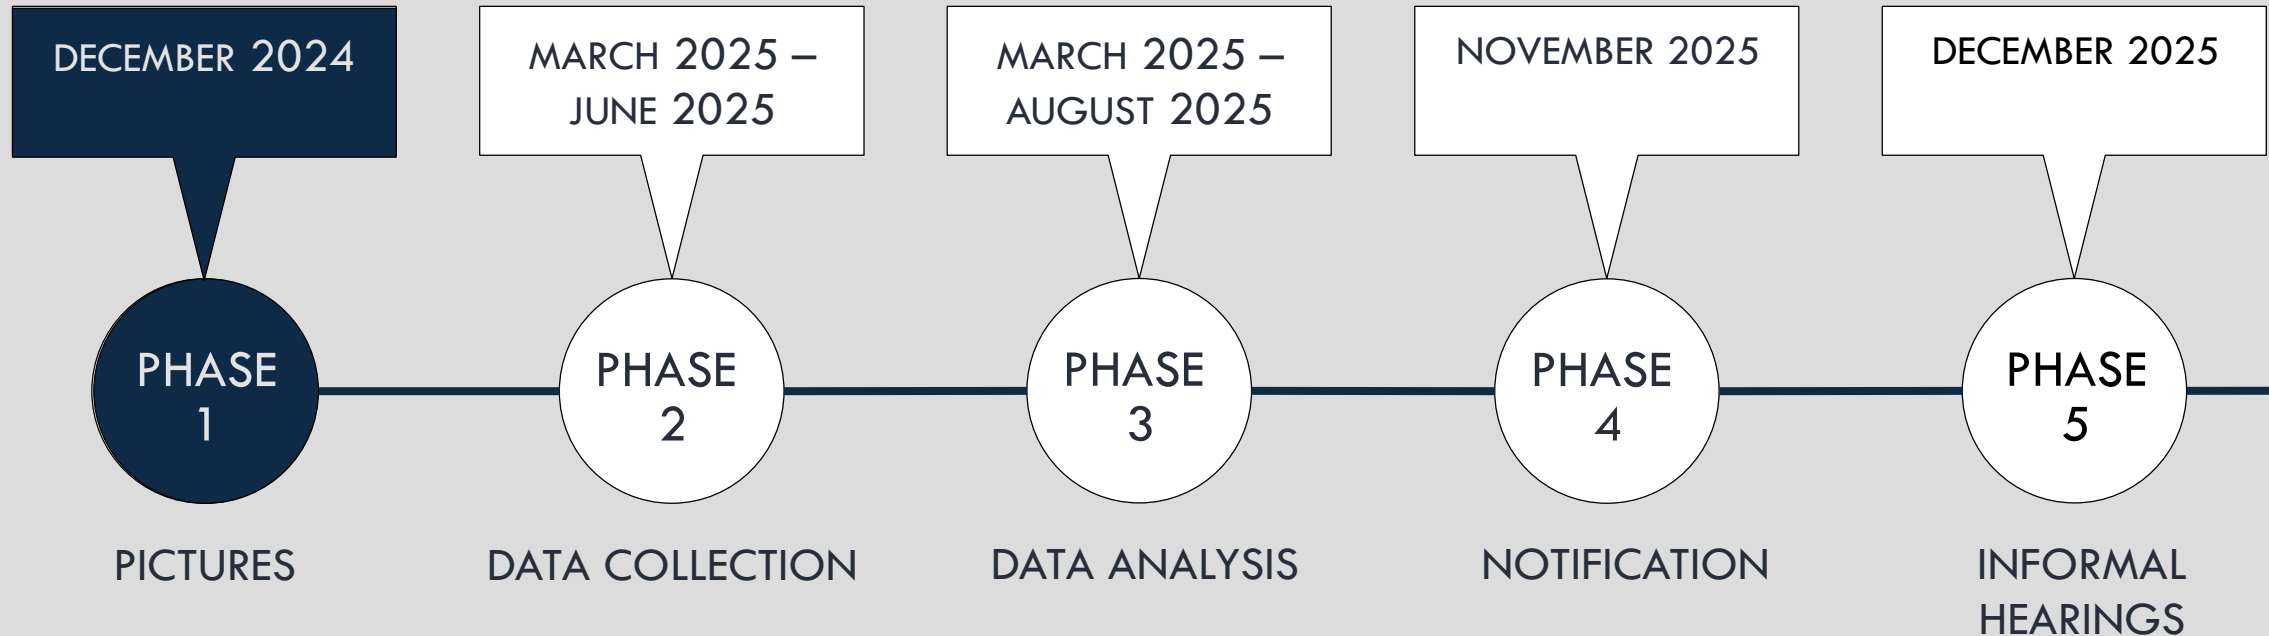 DECEMBER 2024
MARCH 2025 –
JUNE 2025
MARCH 2025 –
AUGUST 2025
NOVEMBER 2025
DECEMBER 2025
PHASE
1
PHASE
2
PHASE
3
PHASE
4
PHASE
5
PICTURES
DATA COLLECTION
DATA ANALYSIS
NOTIFICATION
INFORMAL
HEARINGS